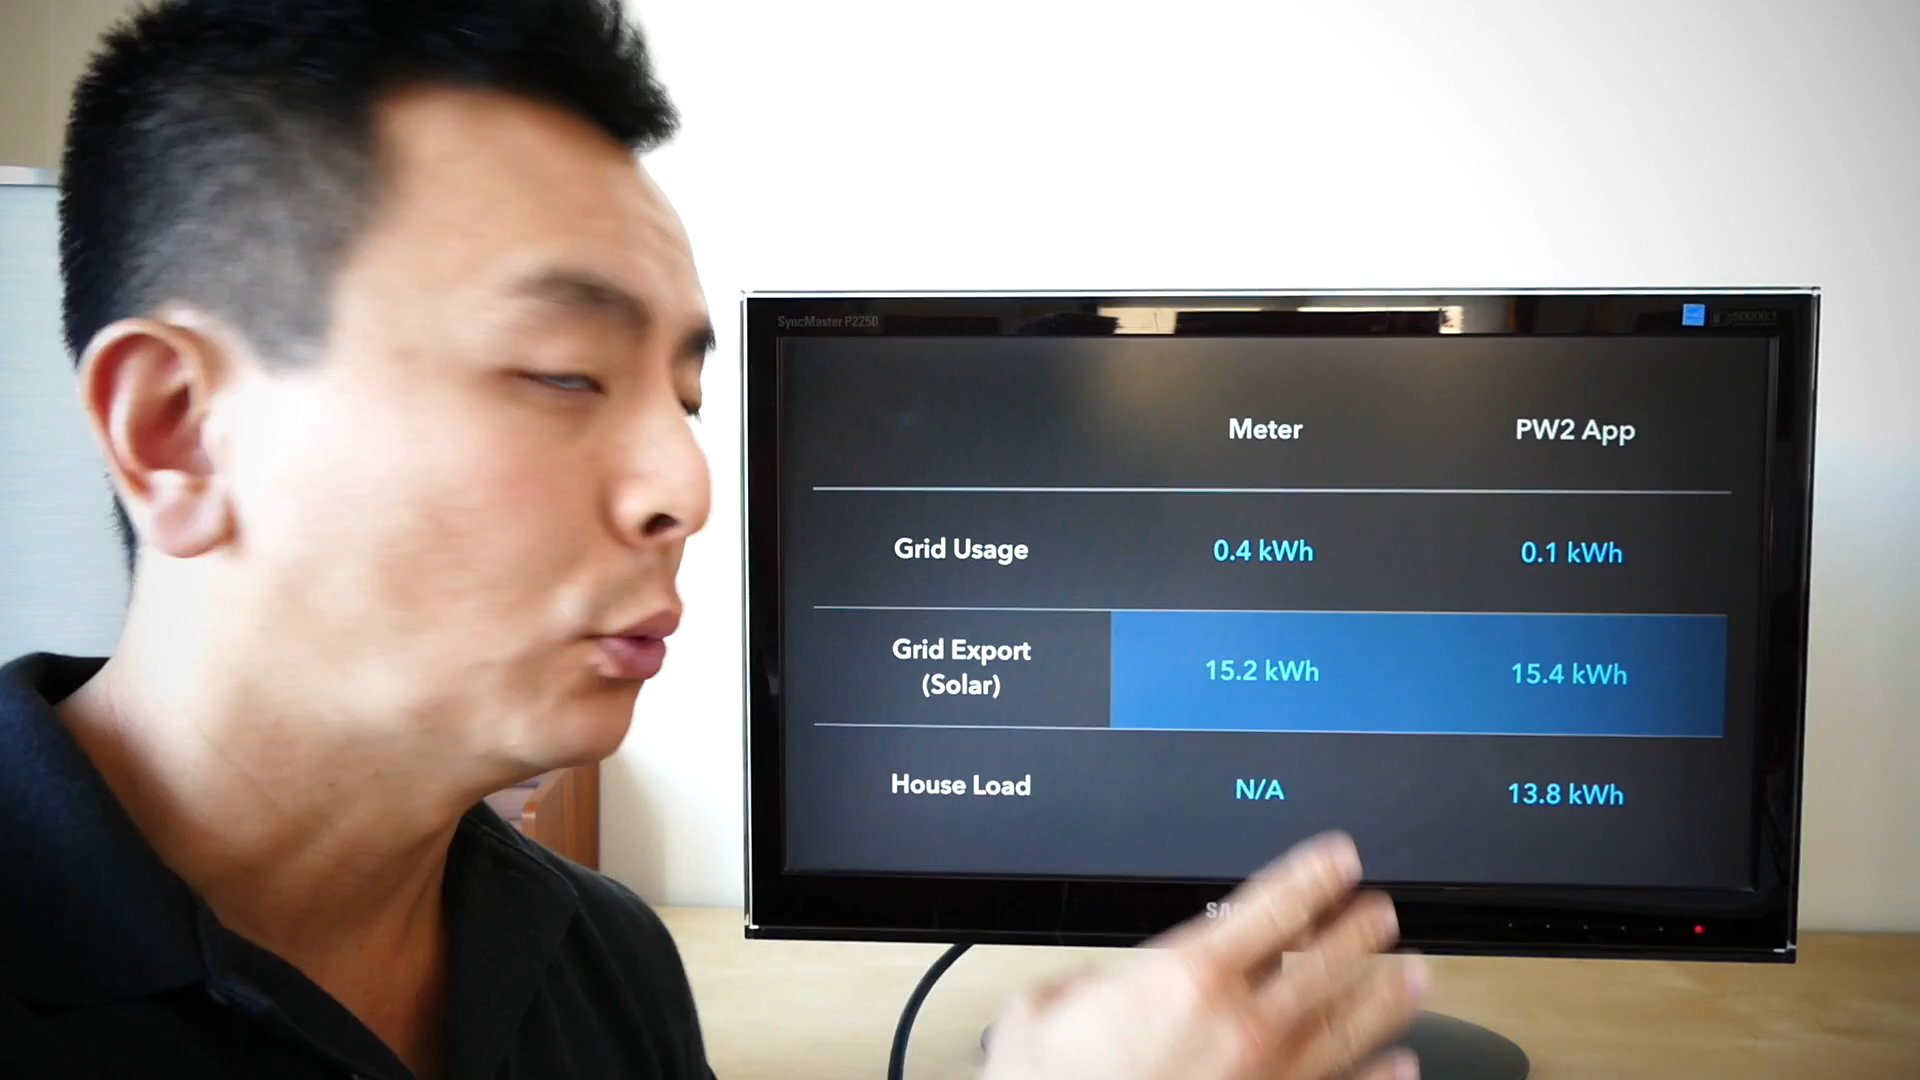 SyncMaster P2250
Meter PW2 App
Grid Usage 0.4 kWh 0.1 kWh
Grid Export
(Solar) 15.2 kWh 15.4 kWh
House Load N/A 13.8 kWh